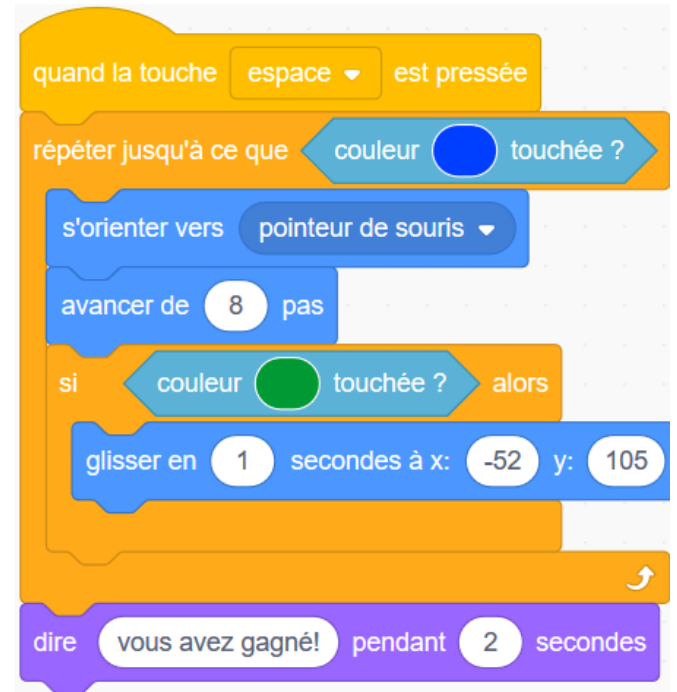 quand la touche espace est pressée
répéter jusqu'à ce que couleur touchée ?
s'orienter vers pointeur de souris
avancer de 8 pas
si couleur touchée ? alors
glisser en 1 secondes à x: -52 y: 105
dire vous avez gagné! pendant 2 secondes